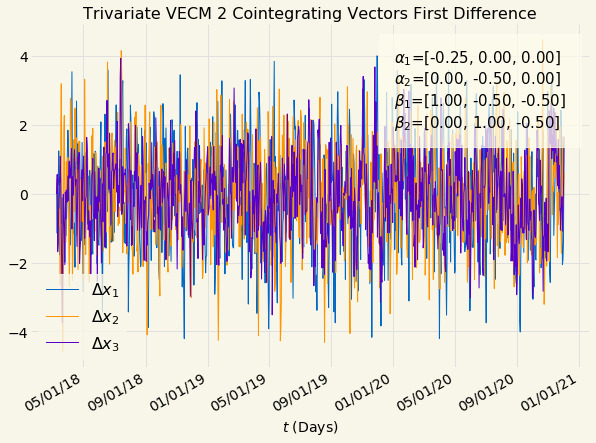 Trivariate VECM 2 Cointegrating Vectors First Difference
α₁=[-0.25, 0.00, 0.00]
α₂=[0.00, -0.50, 0.00]
β₁=[1.00, -0.50, -0.50]
β₂=[0.00, 1.00, -0.50]
4
2
0
−2
−4
Δx₁
Δx₂
Δx₃
05/01/18 09/01/18 01/01/19 05/01/19 09/01/19 01/01/20 05/01/20 09/01/20 01/01/21
t (Days)